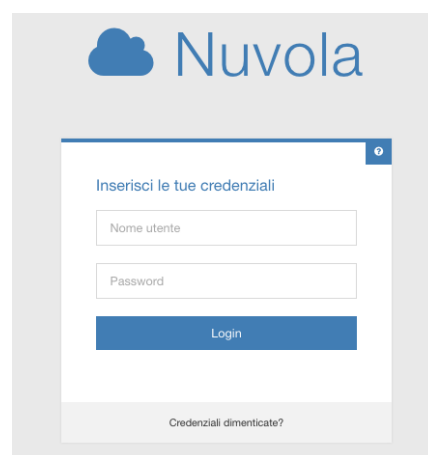 Nuvola
?
Inserisci le tue credenziali
Nome utente
Password
Login
Credenziali dimenticate?